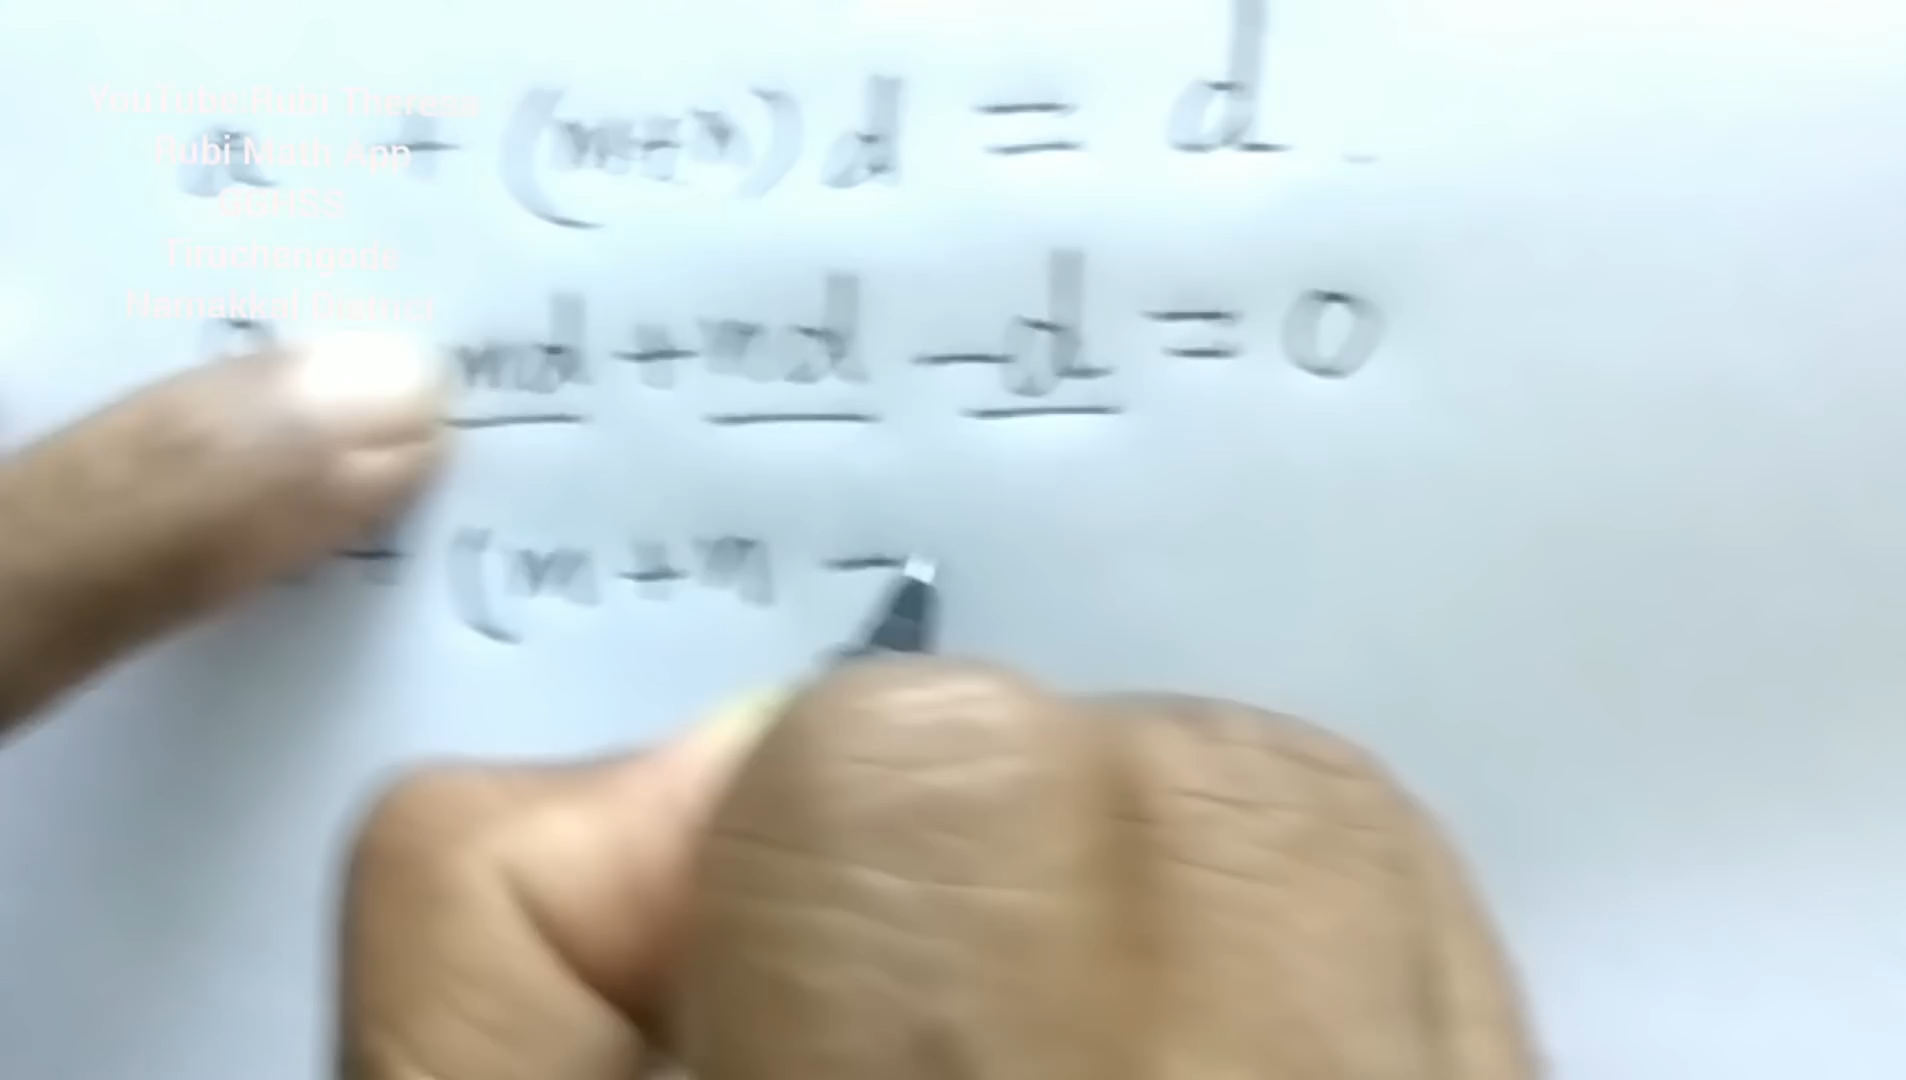 YouTube:Rubi Theresa
Rubi Math App
GGHSS
Tiruchengode
Namakkal District
a + (m+n)d = d
md + nd - d = 0
+ (m + n -